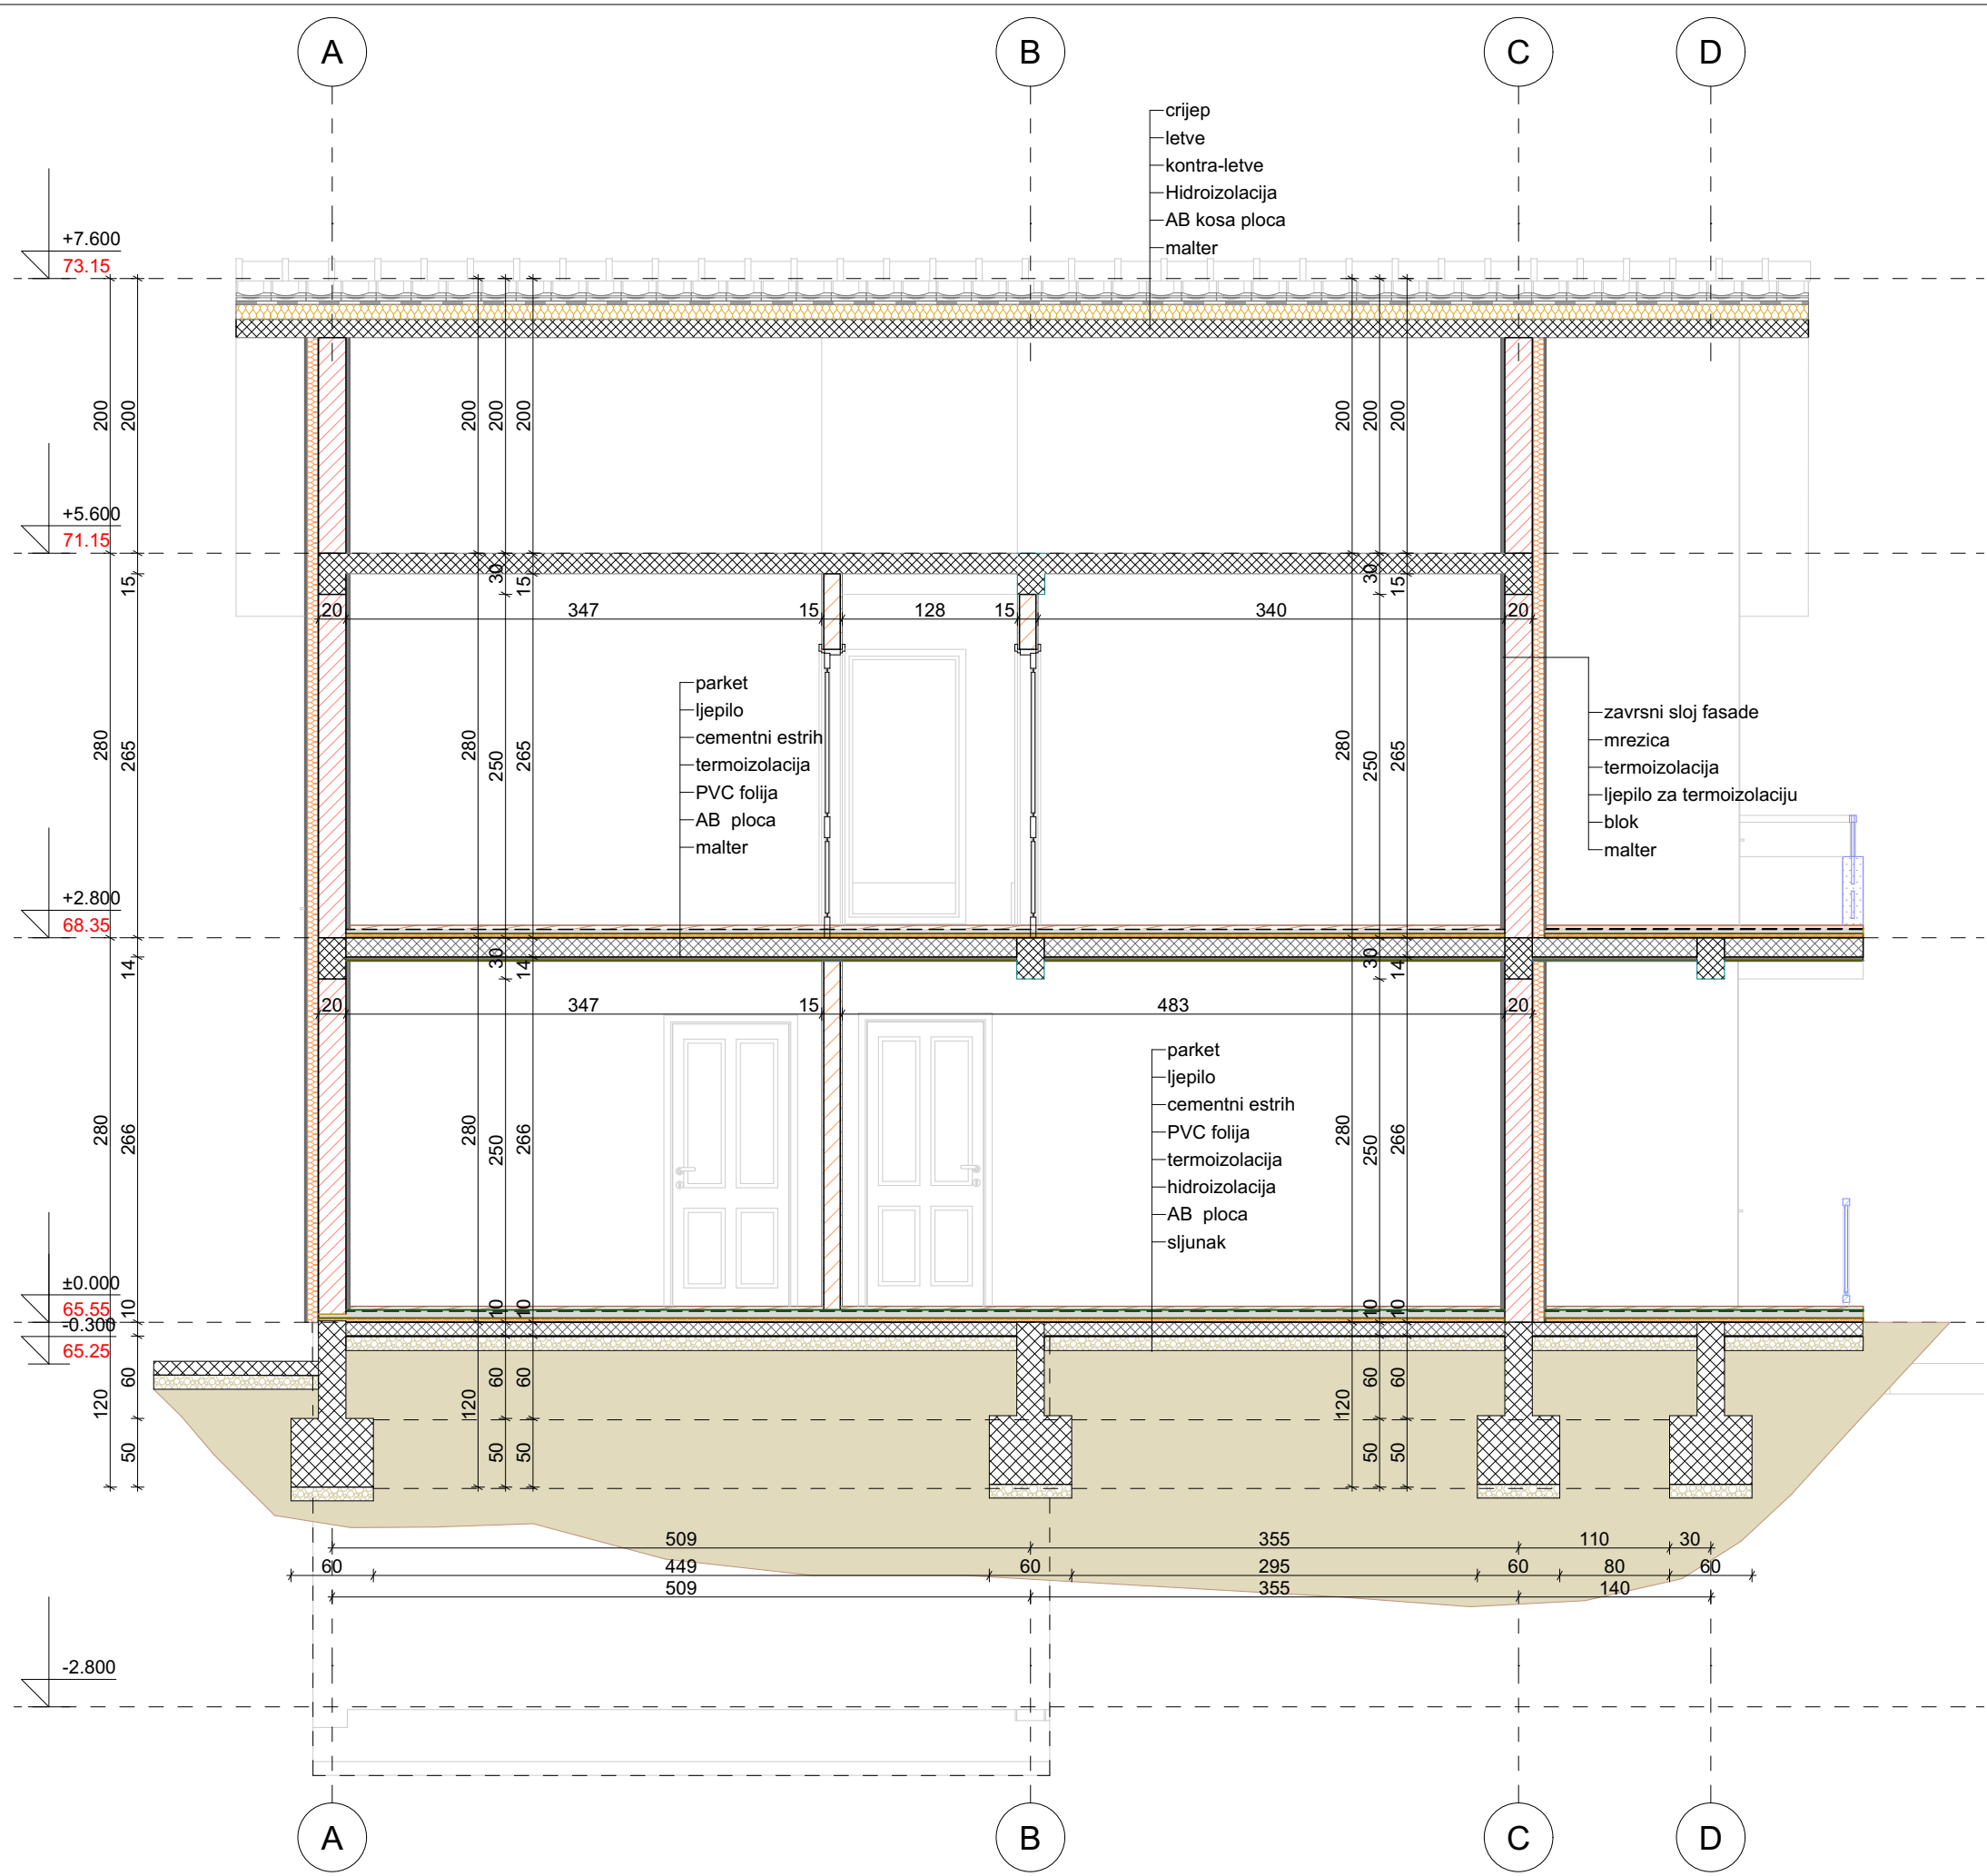 A B C D
crijep
letve
kontra-letve
Hidroizolacija
AB kosa ploca
malter
+7.600
73.15
200 200 200 200 200 200 200 200
+5.600
71.15
15 30 15 30 15
20 347 15 128 15 340 20
parket
ljepilo
cementni estrih
termoizolacija
PVC folija
AB ploca
malter
zavrsni sloj fasade
mrezica
termoizolacija
ljepilo za termoizolaciju
blok
malter
280 265 280 250 265 280 250 265
+2.800
68.35
14 30 14 30 14
20 347 15 483 20
parket
ljepilo
cementni estrih
PVC folija
termoizolacija
hidroizolacija
AB ploca
sljunak
280 266 280 250 266 280 250 266
±0.000
65.55
10 10 10 10 10
-0.300
65.25
120 60 120 60 60 120 60 60
50 50 50 50 50
509 355 110 30
60 449 60 295 60 80 60
509 355 140
-2.800
A B C D